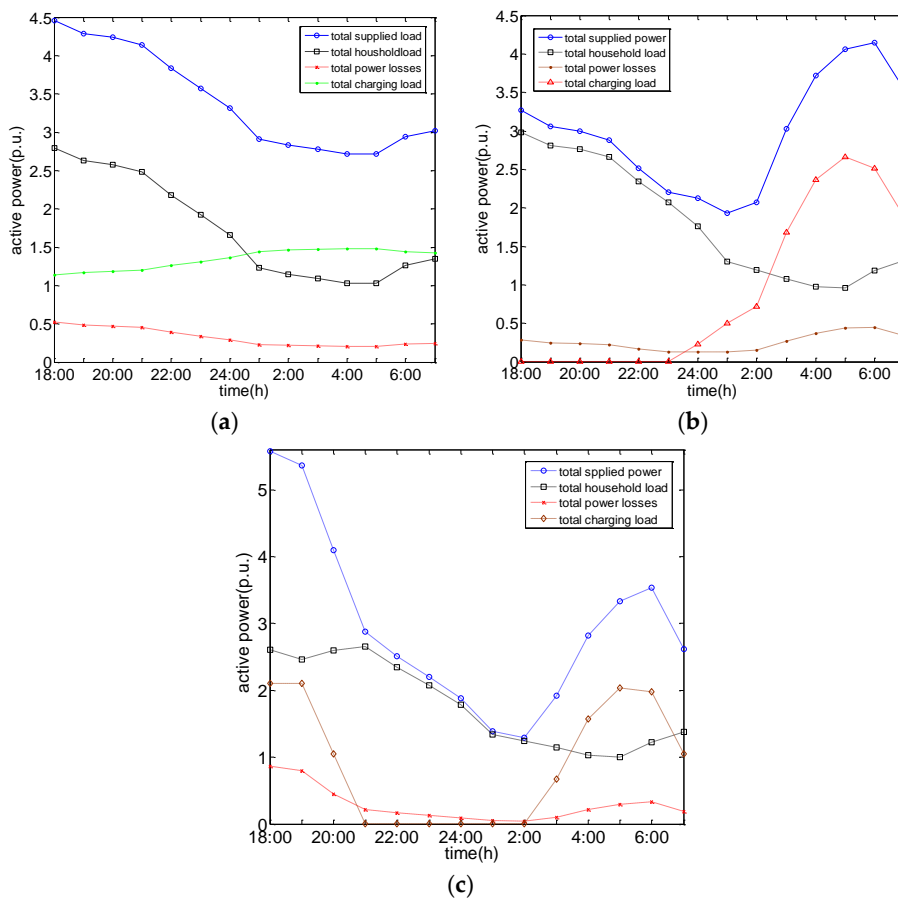 4.5
4
3.5
3
2.5
2
1.5
1
0.5
0
active power(p.u.)
total supplied load
total housholdload
total power losses
total charging load
18:00 20:00 22:00 24:00 2:00 4:00 6:00
time(h)
(a)
4.5
4
3.5
3
2.5
2
1.5
1
0.5
0
active power(p.u.)
total supplied power
total household load
total power losses
total charging load
18:00 20:00 22:00 24:00 2:00 4:00 6:00
time(h)
(b)
5
4
3
2
1
0
active power(p.u.)
total spplied power
total household load
total power losses
total charging load
18:00 20:00 22:00 24:00 2:00 4:00 6:00
time(h)
(c)